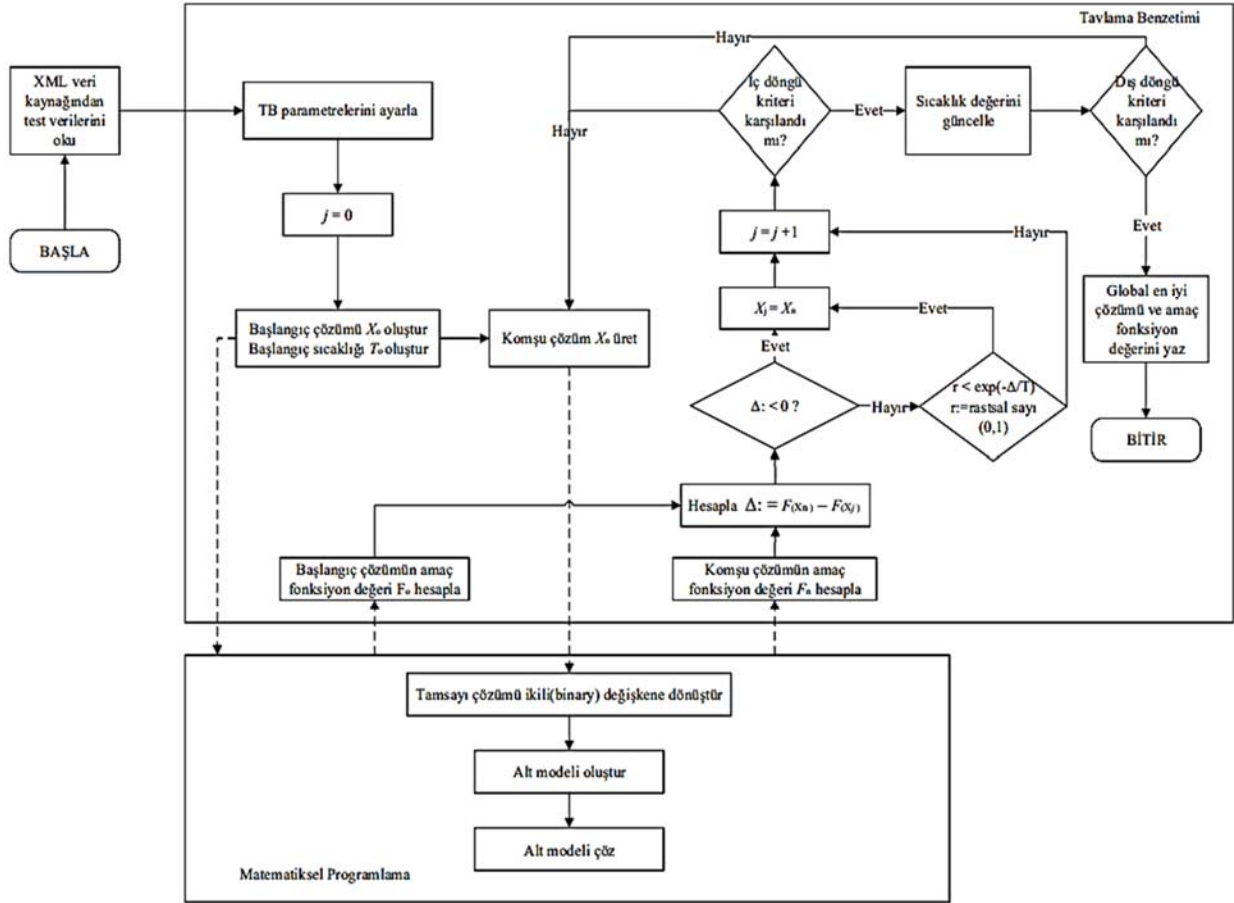 Tavlama Benzetimi
XML veri
kaynağından
test verilerini
oku
BAŞLA
TB parametrelerini ayarla
j = 0
Başlangıç çözümü Xₒ oluştur
Başlangıç sıcaklığı Tₒ oluştur
Komşu çözüm Xₙ üret
Hayır
Hayır
İç döngü
kriteri
karşılandı
mı?
Evet
Sıcaklık değerini
güncelle
Dış döngü
kriteri
karşılandı
mı?
Evet
Global en iyi
çözümü ve amaç
fonksiyon
değerini yaz
BİTİR
j = j +1
Hayır
Xⱼ = Xₙ
Evet
Evet
Δ: < 0 ?
Hayır
r < exp(-Δ/T)
r:=rastsal sayı
(0,1)
Hesapla Δ: = F(xₙ) – F(xⱼ)
Başlangıç çözümün amaç
fonksiyon değeri Fₒ hesapla
Komşu çözümün amaç
fonksiyon değeri Fₙ hesapla
Tamsayı çözümü ikili(binary) değişkene dönüştür
Alt modeli oluştur
Alt modeli çöz
Matematiksel Programlama